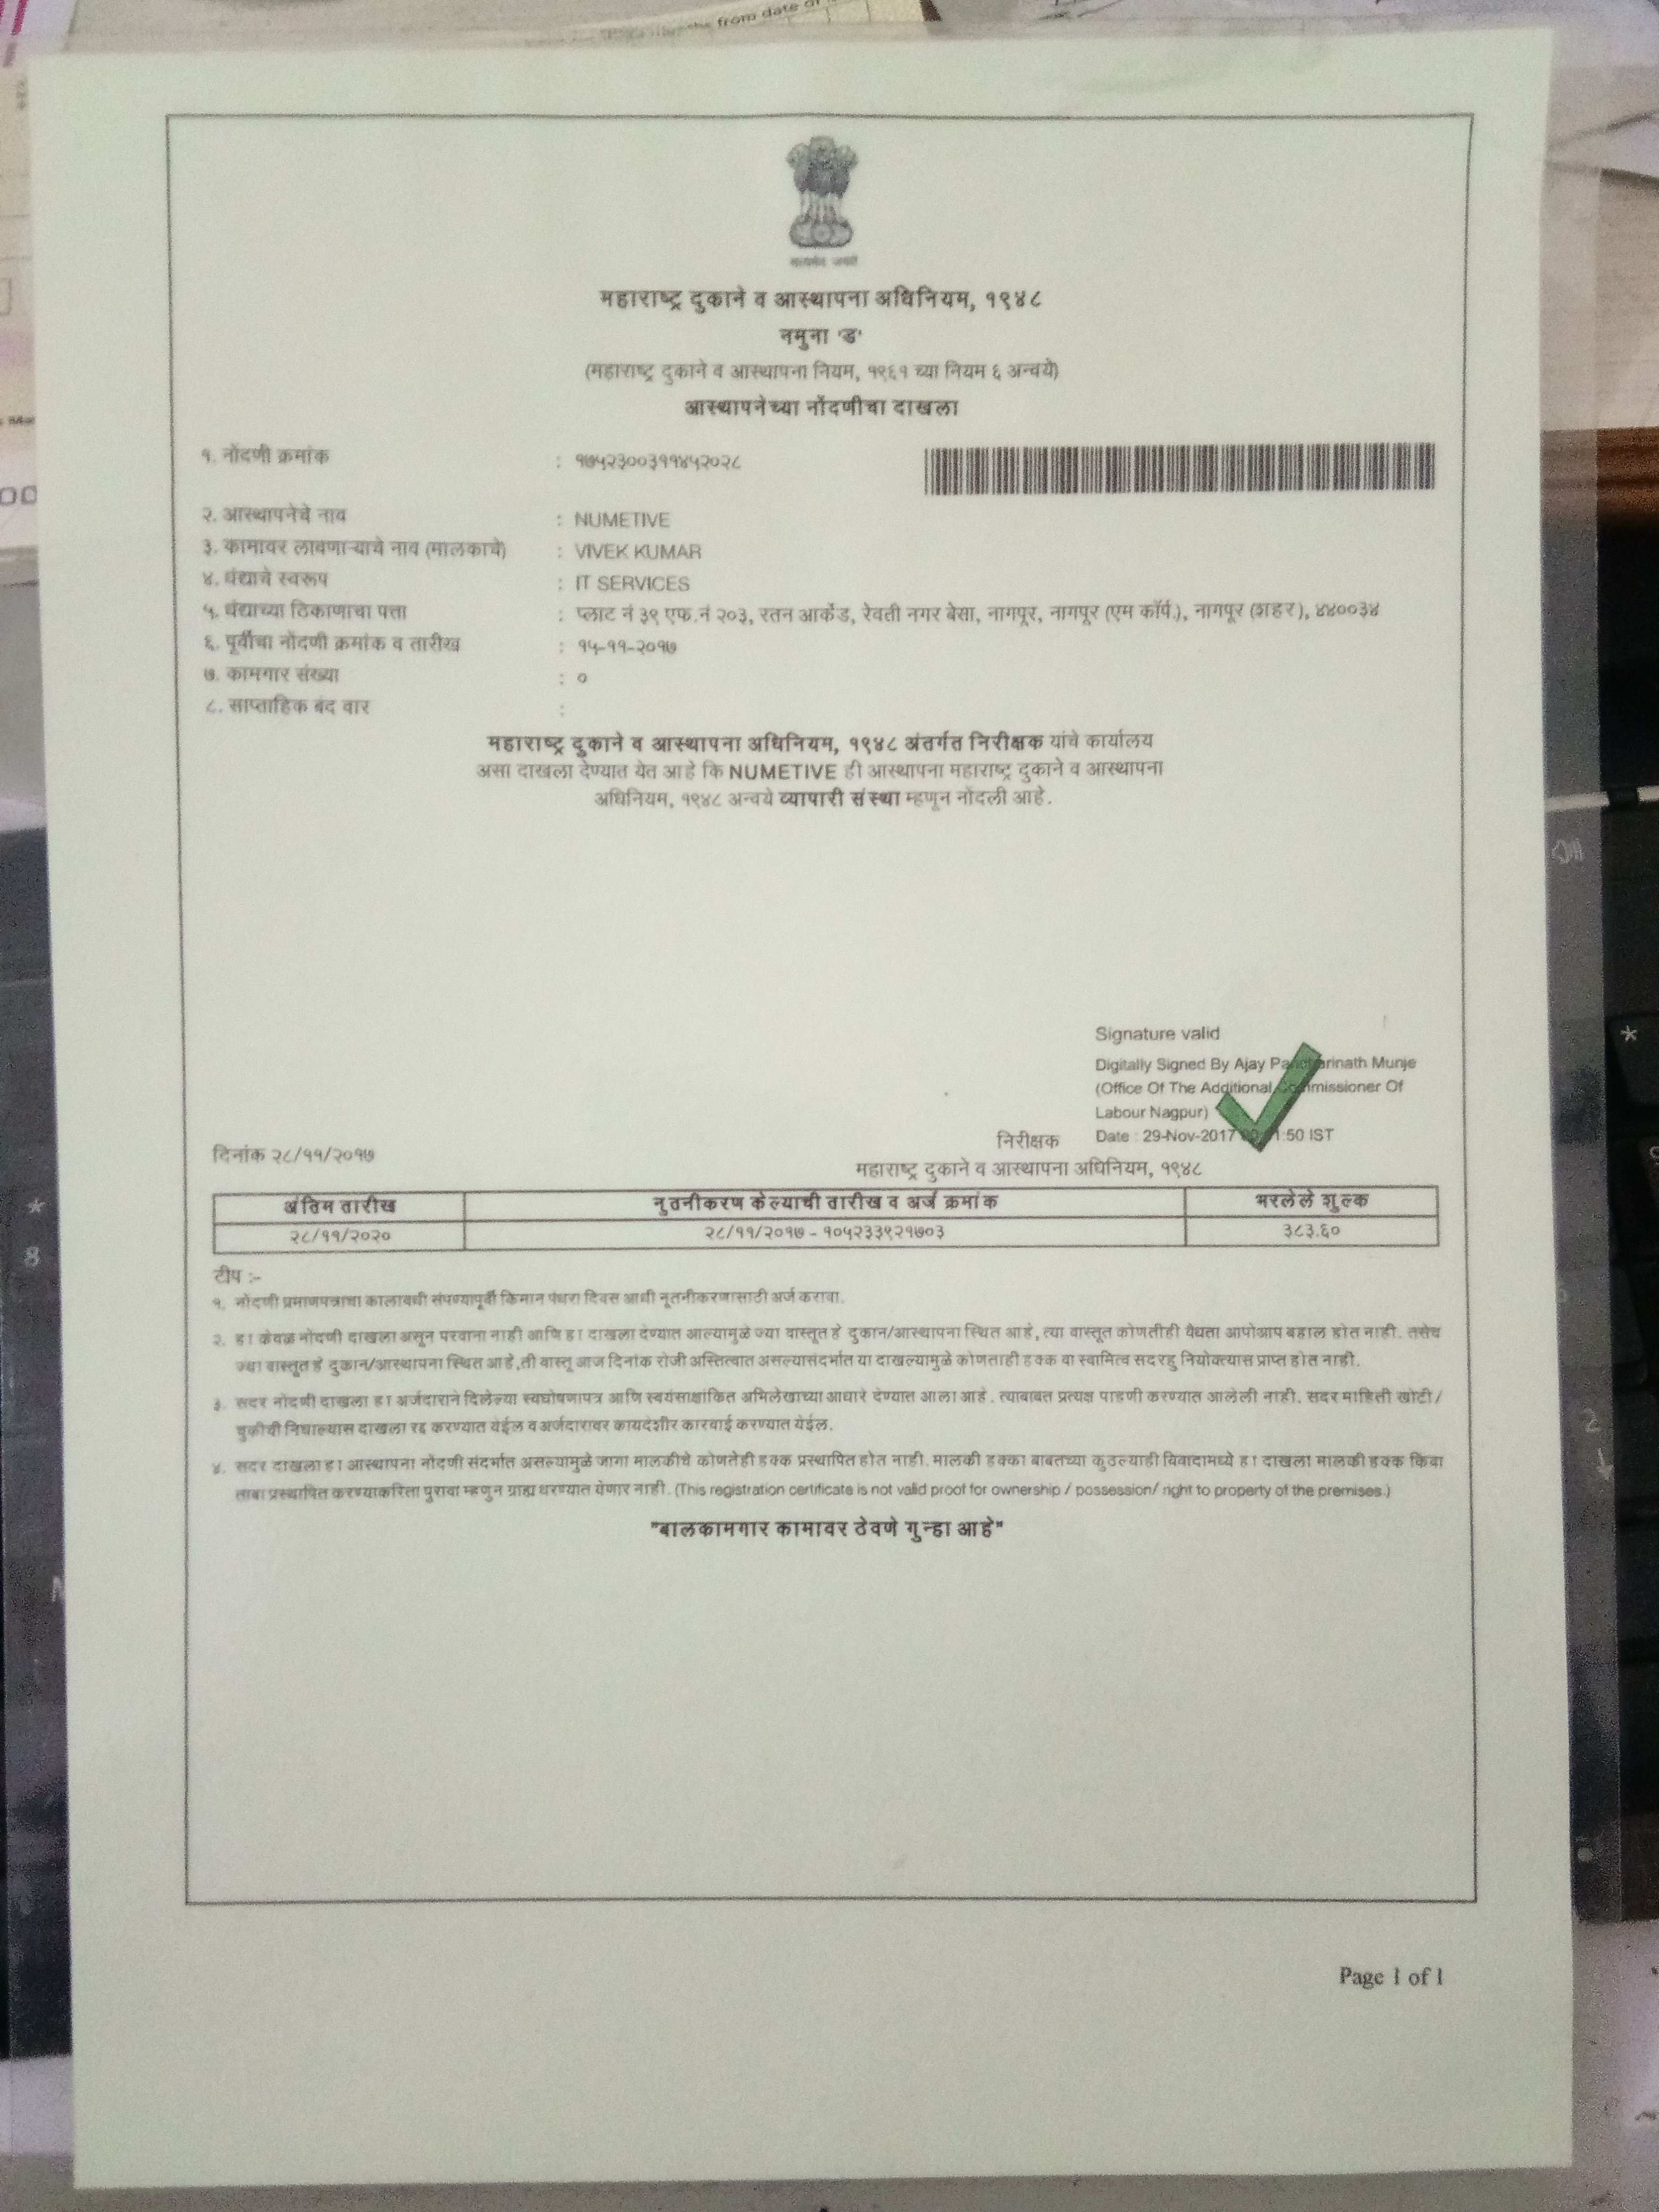 from date of
सत्यमेव जयते
महाराष्ट्र दुकाने व आस्थापना अधिनियम, १९४८
नमुना 'ड'
(महाराष्ट्र दुकाने व आस्थापना नियम, १९६१ च्या नियम ६ अन्वये)
आस्थापनेच्या नोंदणीचा दाखला
१. नोंदणी क्रमांक : १७५२३००३११४५२०२८
२. आस्थापनेचे नाव : NUMETIVE
३. कामावर लावणाऱ्याचे नाव (मालकाचे) : VIVEK KUMAR
४. धंद्याचे स्वरूप : IT SERVICES
५. धंद्याच्या ठिकाणाचा पत्ता : प्लाट नं ३९ एफ.नं २०३, रतन आर्केड, रेवती नगर बेसा, नागपूर, नागपूर (एम कॉर्प.), नागपूर (शहर), ४४००३४
६. पूर्वीचा नोंदणी क्रमांक व तारीख : १५-११-२०१७
७. कामगार संख्या : ०
८. साप्ताहिक बंद वार :
महाराष्ट्र दुकाने व आस्थापना अधिनियम, १९४८ अंतर्गत निरीक्षक यांचे कार्यालय
असा दाखला देण्यात येत आहे कि NUMETIVE ही आस्थापना महाराष्ट्र दुकाने व आस्थापना
अधिनियम, १९४८ अन्वये व्यापारी संस्था म्हणून नोंदली आहे.
Signature valid
Digitally Signed By Ajay Pandharinath Munje
(Office Of The Additional Commissioner Of
Labour Nagpur)
Date : 29-Nov-2017 :50 IST
निरीक्षक
दिनांक २८/११/२०१७
महाराष्ट्र दुकाने व आस्थापना अधिनियम, १९४८
अंतिम तारीख नुतनीकरण केल्याची तारीख व अर्ज क्रमांक भरलेले शुल्क
२८/११/२०२० २८/११/२०१७ - १०५२३३९२१७०३ ३८३.६०
टीप :-
१. नोंदणी प्रमाणपत्राचा कालावधी संपण्यापूर्वी किमान पंधरा दिवस आधी नूतनीकरणासाठी अर्ज करावा.
२. हा केवळ नोंदणी दाखला असून परवाना नाही आणि हा दाखला देण्यात आल्यामुळे ज्या वास्तूत हे दुकान/आस्थापना स्थित आहे, त्या वास्तूत कोणतीही वैधता आपोआप बहाल होत नाही. तसेच
ज्या वास्तूत हे दुकान/आस्थापना स्थित आहे,ती वास्तू आज दिनांक रोजी अस्तित्वात असल्यासंदर्भात या दाखल्यामुळे कोणताही हक्क वा स्वामित्व सदरहु नियोक्त्यास प्राप्त होत नाही.
३. सदर नोंदणी दाखला हा अर्जदाराने दिलेल्या स्वघोषणापत्र आणि स्वयंसाक्षांकित अभिलेखाच्या आधारे देण्यात आला आहे. त्याबाबत प्रत्यक्ष पाहणी करण्यात आलेली नाही. सदर माहिती खोटी/
चुकीची निघाल्यास दाखला रद्द करण्यात येईल व अर्जदारावर कायदेशीर कारवाई करण्यात येईल.
४. सदर दाखला हा आस्थापना नोंदणी संदर्भात असल्यामुळे जागा मालकीचे कोणतेही हक्क प्रस्थापित होत नाही. मालकी हक्का बाबतच्या कुठल्याही विवादामध्ये हा दाखला मालकी हक्क किंवा
ताबा प्रस्थापित करण्याकरिता पुरावा म्हणुन ग्राह्य धरण्यात येणार नाही. (This registration certificate is not valid proof for ownership / possession/ right to property of the premises.)
"बालकामगार कामावर ठेवणे गुन्हा आहे"
Page 1 of 1